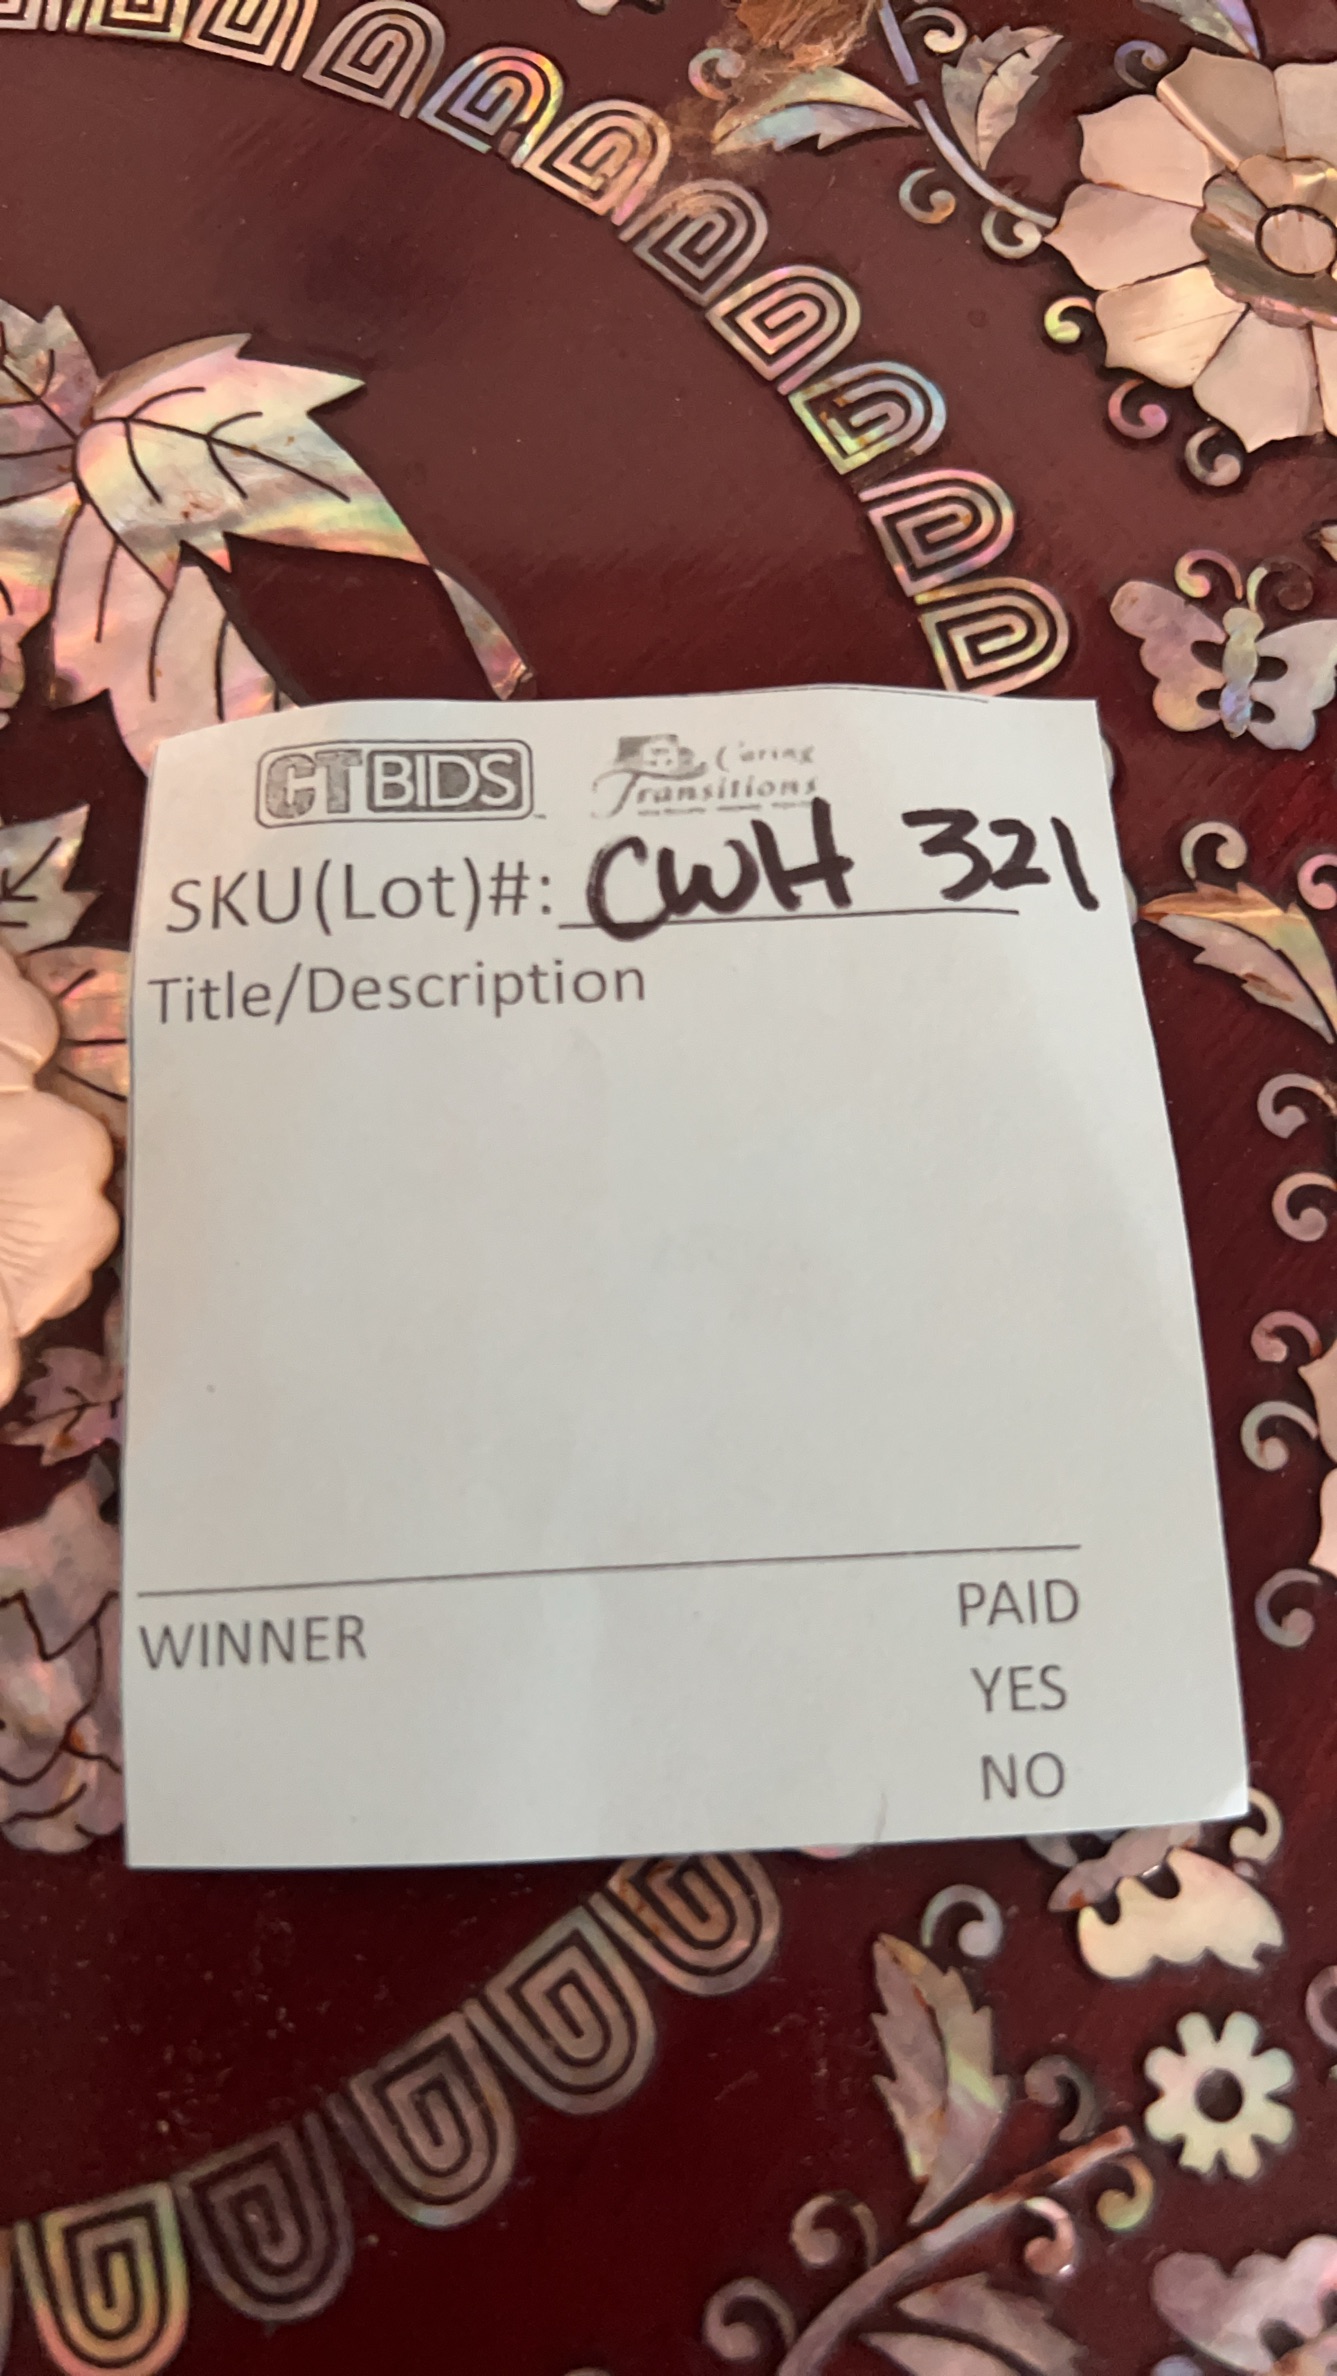 CTBIDS Caring
Transitions
SKU(Lot)#: CWH 321
Title/Description
WINNER PAID
YES
NO